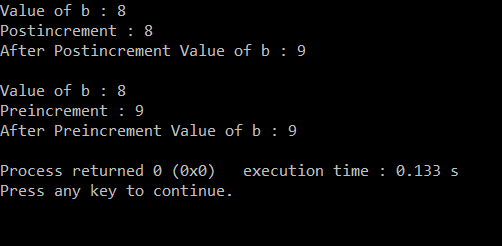 Value of b : 8
Postincrement : 8
After Postincrement Value of b : 9
Value of b : 8
Preincrement : 9
After Preincrement Value of b : 9
Process returned 0 (0x0)   execution time : 0.133 s
Press any key to continue.